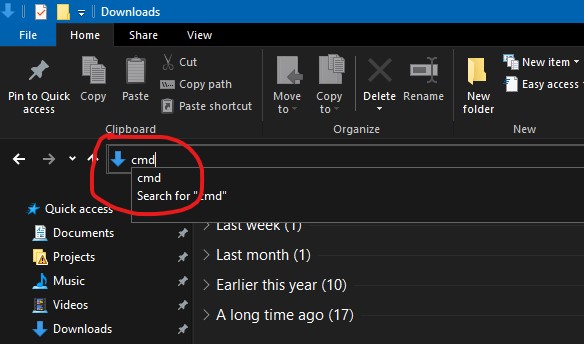 Downloads
File Home Share View
Pin to Quick access
Copy
Paste
Cut
Copy path
Paste shortcut
Clipboard
Move to
Copy to
Delete
Rename
Organize
New folder
New item
Easy access
New
cmd
cmd
Search for "cmd"
Quick access
Documents
Projects
Music
Videos
Downloads
Last week (1)
Last month (1)
Earlier this year (10)
A long time ago (17)